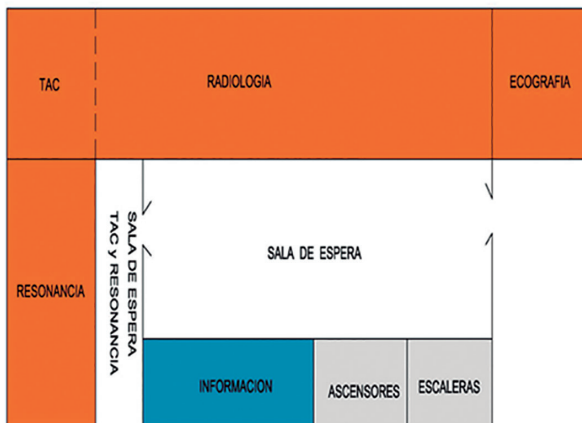 TAC
RADIOLOGIA
ECOGRAFIA
RESONANCIA
SALA DE ESPERA
TAC y RESONANCIA
SALA DE ESPERA
INFORMACION
ASCENSORES
ESCALERAS